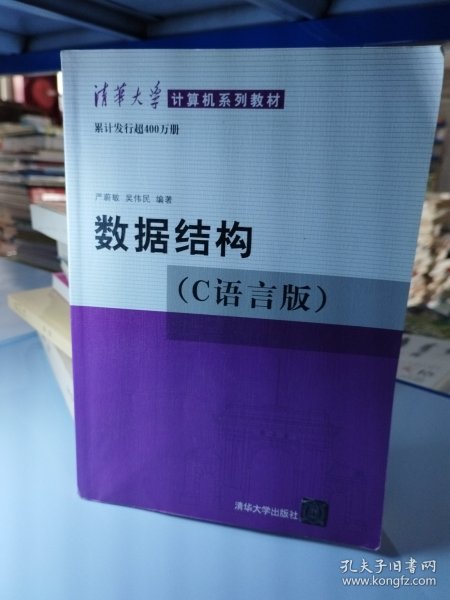 清华大学 计算机系列教材
累计发行超400万册
严蔚敏 吴伟民 编著
数据结构
（C语言版）
清华大学出版社
孔夫子旧书网
www.kongfz.com